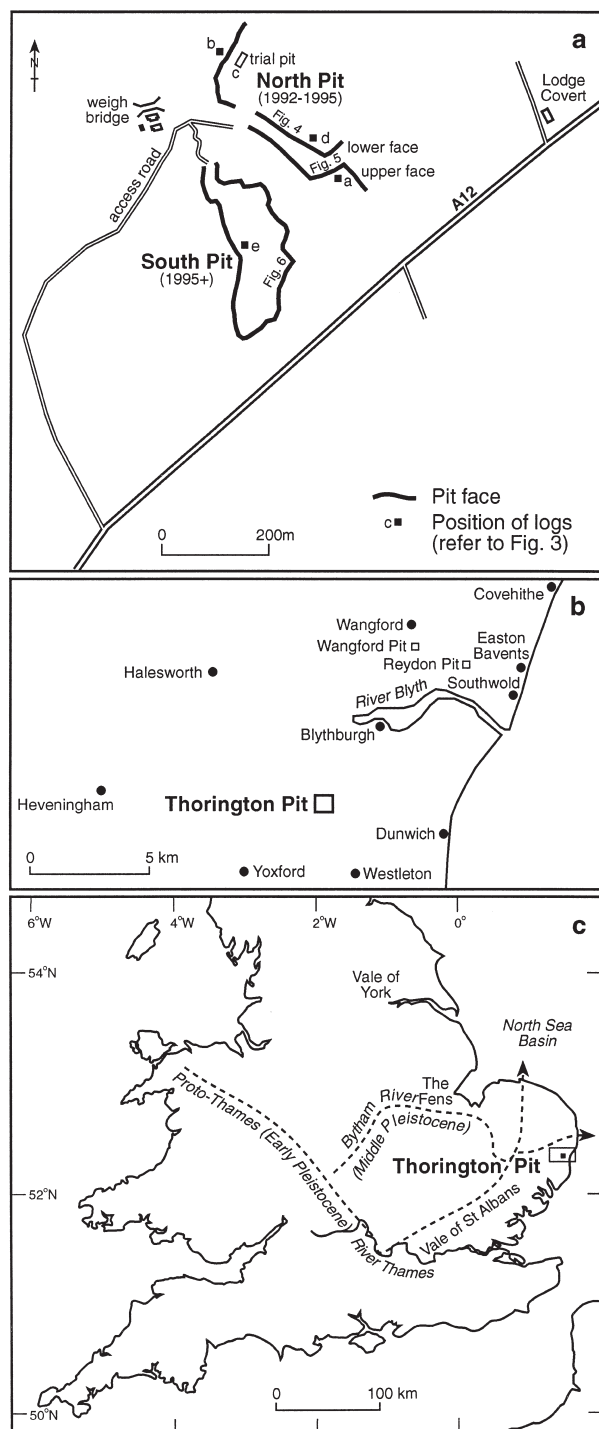 a
N
b
c
trial pit
North Pit
(1992-1995)
weigh
bridge
Fig. 4
d
lower face
Fig. 5
upper face
a
Lodge
Covert
A12
access road
South Pit
(1995+)
e
Fig. 6
Pit face
c
Position of logs
(refer to Fig. 3)
0
200m
b
Covehithe
Wangford
Wangford Pit
Easton
Bavents
Reydon Pit
Halesworth
Southwold
River Blyth
Blythburgh
Heveningham
Thorington Pit
Dunwich
0
5 km
Yoxford
Westleton
c
6°W
4°W
2°W
0°
54°N
Vale of
York
North Sea
Basin
The
Fens
Bytham
River
(Middle Pleistocene)
Proto-Thames (Early Pleistocene)
Thorington Pit
52°N
Vale of St Albans
River Thames
0
100 km
50°N